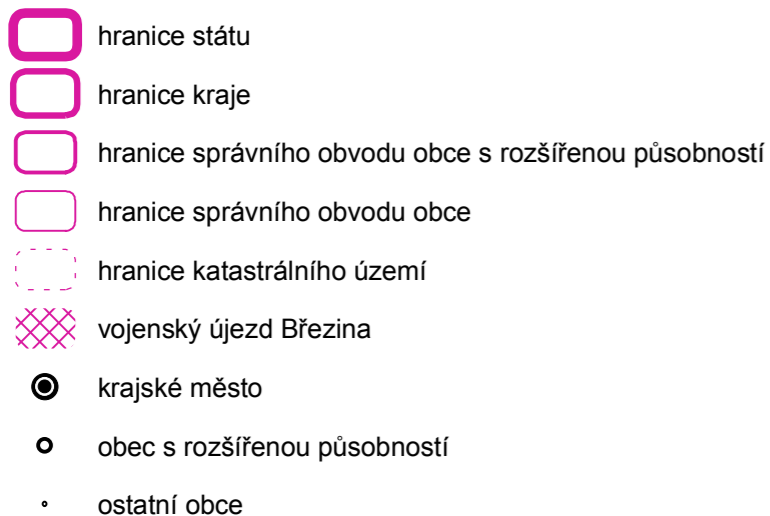 hranice státu
hranice kraje
hranice správního obvodu obce s rozšířenou působností
hranice správního obvodu obce
hranice katastrálního území
vojenský újezd Březina
krajské město
obec s rozšířenou působností
ostatní obce